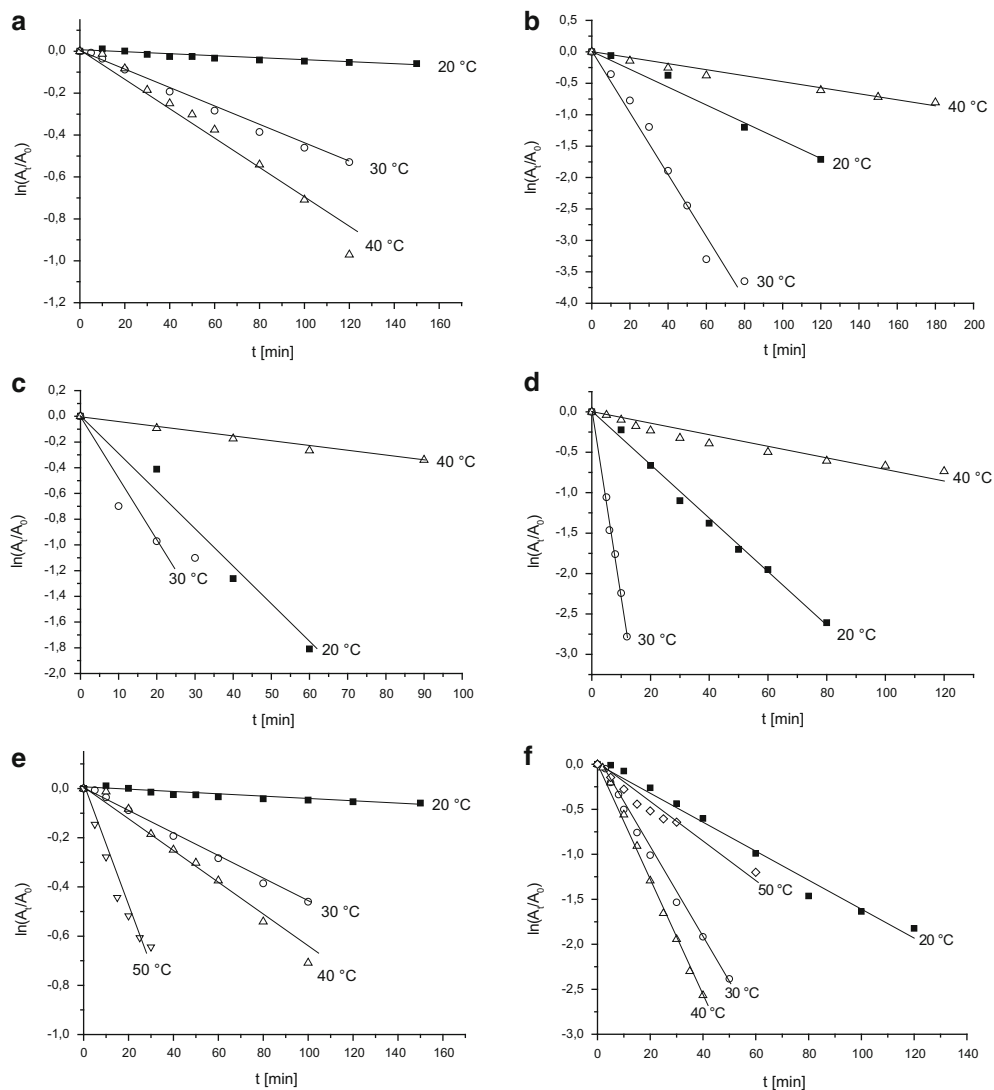 a
0,0
-0,2
-0,4
-0,6
-0,8
-1,0
-1,2
ln(At/A0)
0 20 40 60 80 100 120 140 160
t [min]
20 °C
30 °C
40 °C
b
0,5
0,0
-0,5
-1,0
-1,5
-2,0
-2,5
-3,0
-3,5
-4,0
ln(At/A0)
0 20 40 60 80 100 120 140 160 180 200
t [min]
40 °C
20 °C
30 °C
c
0,2
0,0
-0,2
-0,4
-0,6
-0,8
-1,0
-1,2
-1,4
-1,6
-1,8
-2,0
ln(At/A0)
0 10 20 30 40 50 60 70 80 90 100
t [min]
40 °C
30 °C
20 °C
d
0,0
-0,5
-1,0
-1,5
-2,0
-2,5
-3,0
ln(At/A0)
0 20 40 60 80 100 120
t [min]
40 °C
20 °C
30 °C
e
0,0
-0,2
-0,4
-0,6
-0,8
-1,0
ln(At/A0)
0 20 40 60 80 100 120 140 160
t [min]
20 °C
30 °C
40 °C
50 °C
f
0,0
-0,5
-1,0
-1,5
-2,0
-2,5
-3,0
ln(At/A0)
0 20 40 60 80 100 120 140
t [min]
50 °C
20 °C
30 °C
40 °C